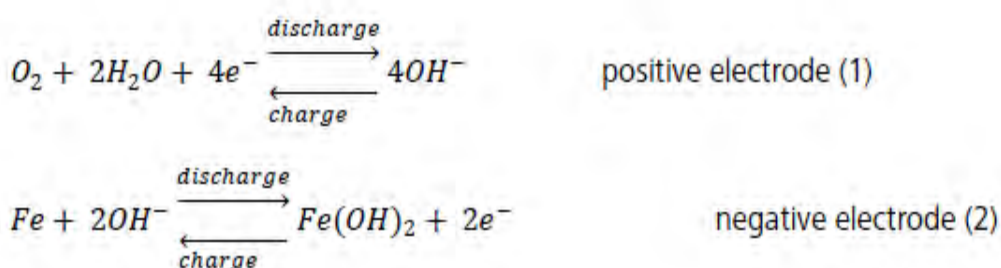 discharge
O₂ + 2H₂O + 4e⁻ ⇄ 4OH⁻ positive electrode (1)
charge
discharge
Fe + 2OH⁻ ⇄ Fe(OH)₂ + 2e⁻ negative electrode (2)
charge